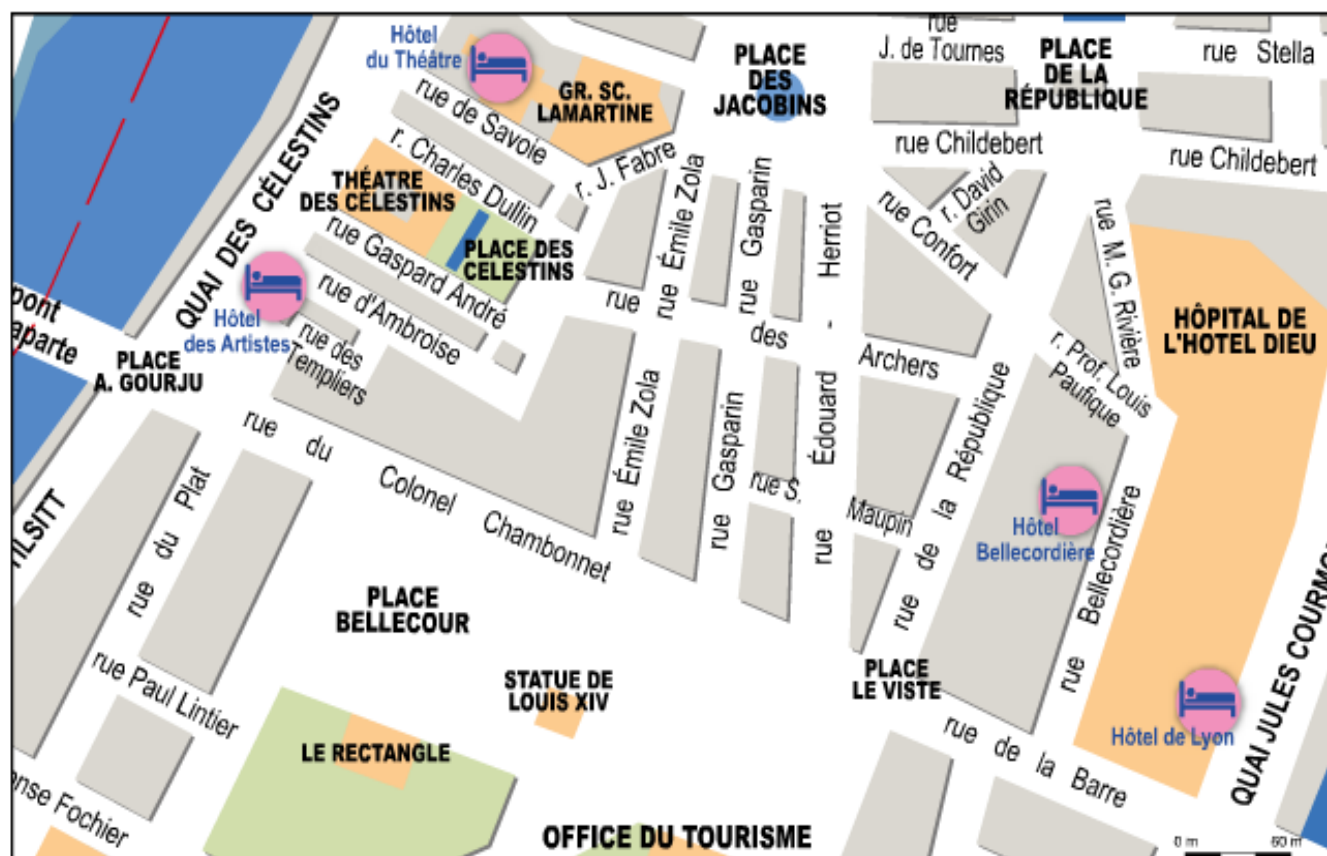 Hôtel
du Théâtre
rue de Savoie
GR. SC.
LAMARTINE
PLACE
DES
JACOBINS
rue
J. de Tournes
PLACE
DE LA
RÉPUBLIQUE
rue Stella
rue Childebert
rue Childebert
r. Charles Dullin
r. J. Fabre
THÉATRE
DES CÉLESTINS
PLACE DES
CELESTINS
rue Gaspard André
rue d'Ambroise
QUAI DES CÉLESTINS
Hôtel
des Artistes
rue des
Templiers
pont
aparte
PLACE
A. GOURJU
rue Émile Zola
rue Gasparin
Herriot
-
Édouard
rue
rue
des
Archers
r. David
Girin
rue Confort
rue M. G. Rivière
HÔPITAL DE
L'HOTEL DIEU
r. Prof. Louis
Paufique
rue Émile Zola
rue Gasparin
rue S.
Maupin
rue de la République
Hôtel
Bellecordière
rue Bellecordière
rue du Colonel Chambonnet
TILSITT
rue du Plat
rue Paul Lintier
PLACE
BELLECOUR
STATUE DE
LOUIS XIV
LE RECTANGLE
PLACE
LE VISTE
rue de la Barre
Hôtel de Lyon
QUAI JULES COURMO
onse Fochier
OFFICE DU TOURISME
0 m
60 m